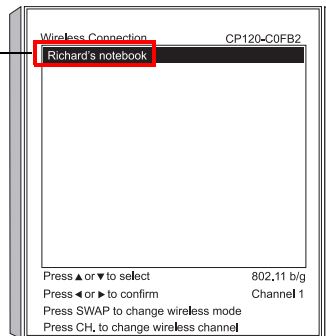 Wireless Connection CP120-C0FB2
Richard's notebook
Press ▲ or ▼ to select 802.11 b/g
Press ◄ or ► to confirm Channel 1
Press SWAP to change wireless mode
Press CH. to change wireless channel